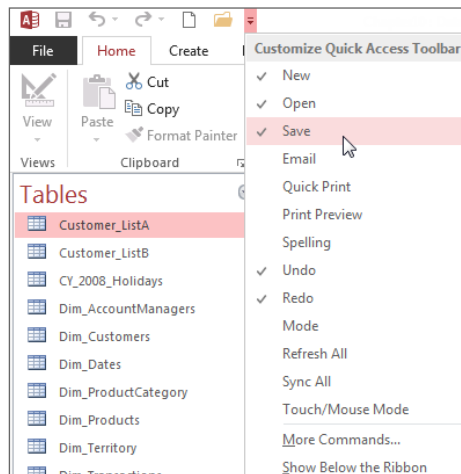 File
Home
Create
View
Paste
Cut
Copy
Format Painter
Views
Clipboard
Tables
Customer_ListA
Customer_ListB
CY_2008_Holidays
Dim_AccountManagers
Dim_Customers
Dim_Dates
Dim_ProductCategory
Dim_Products
Dim_Territory
Dim_Transactions
Customize Quick Access Toolbar
New
Open
Save
Email
Quick Print
Print Preview
Spelling
Undo
Redo
Mode
Refresh All
Sync All
Touch/Mouse Mode
More Commands...
Show Below the Ribbon